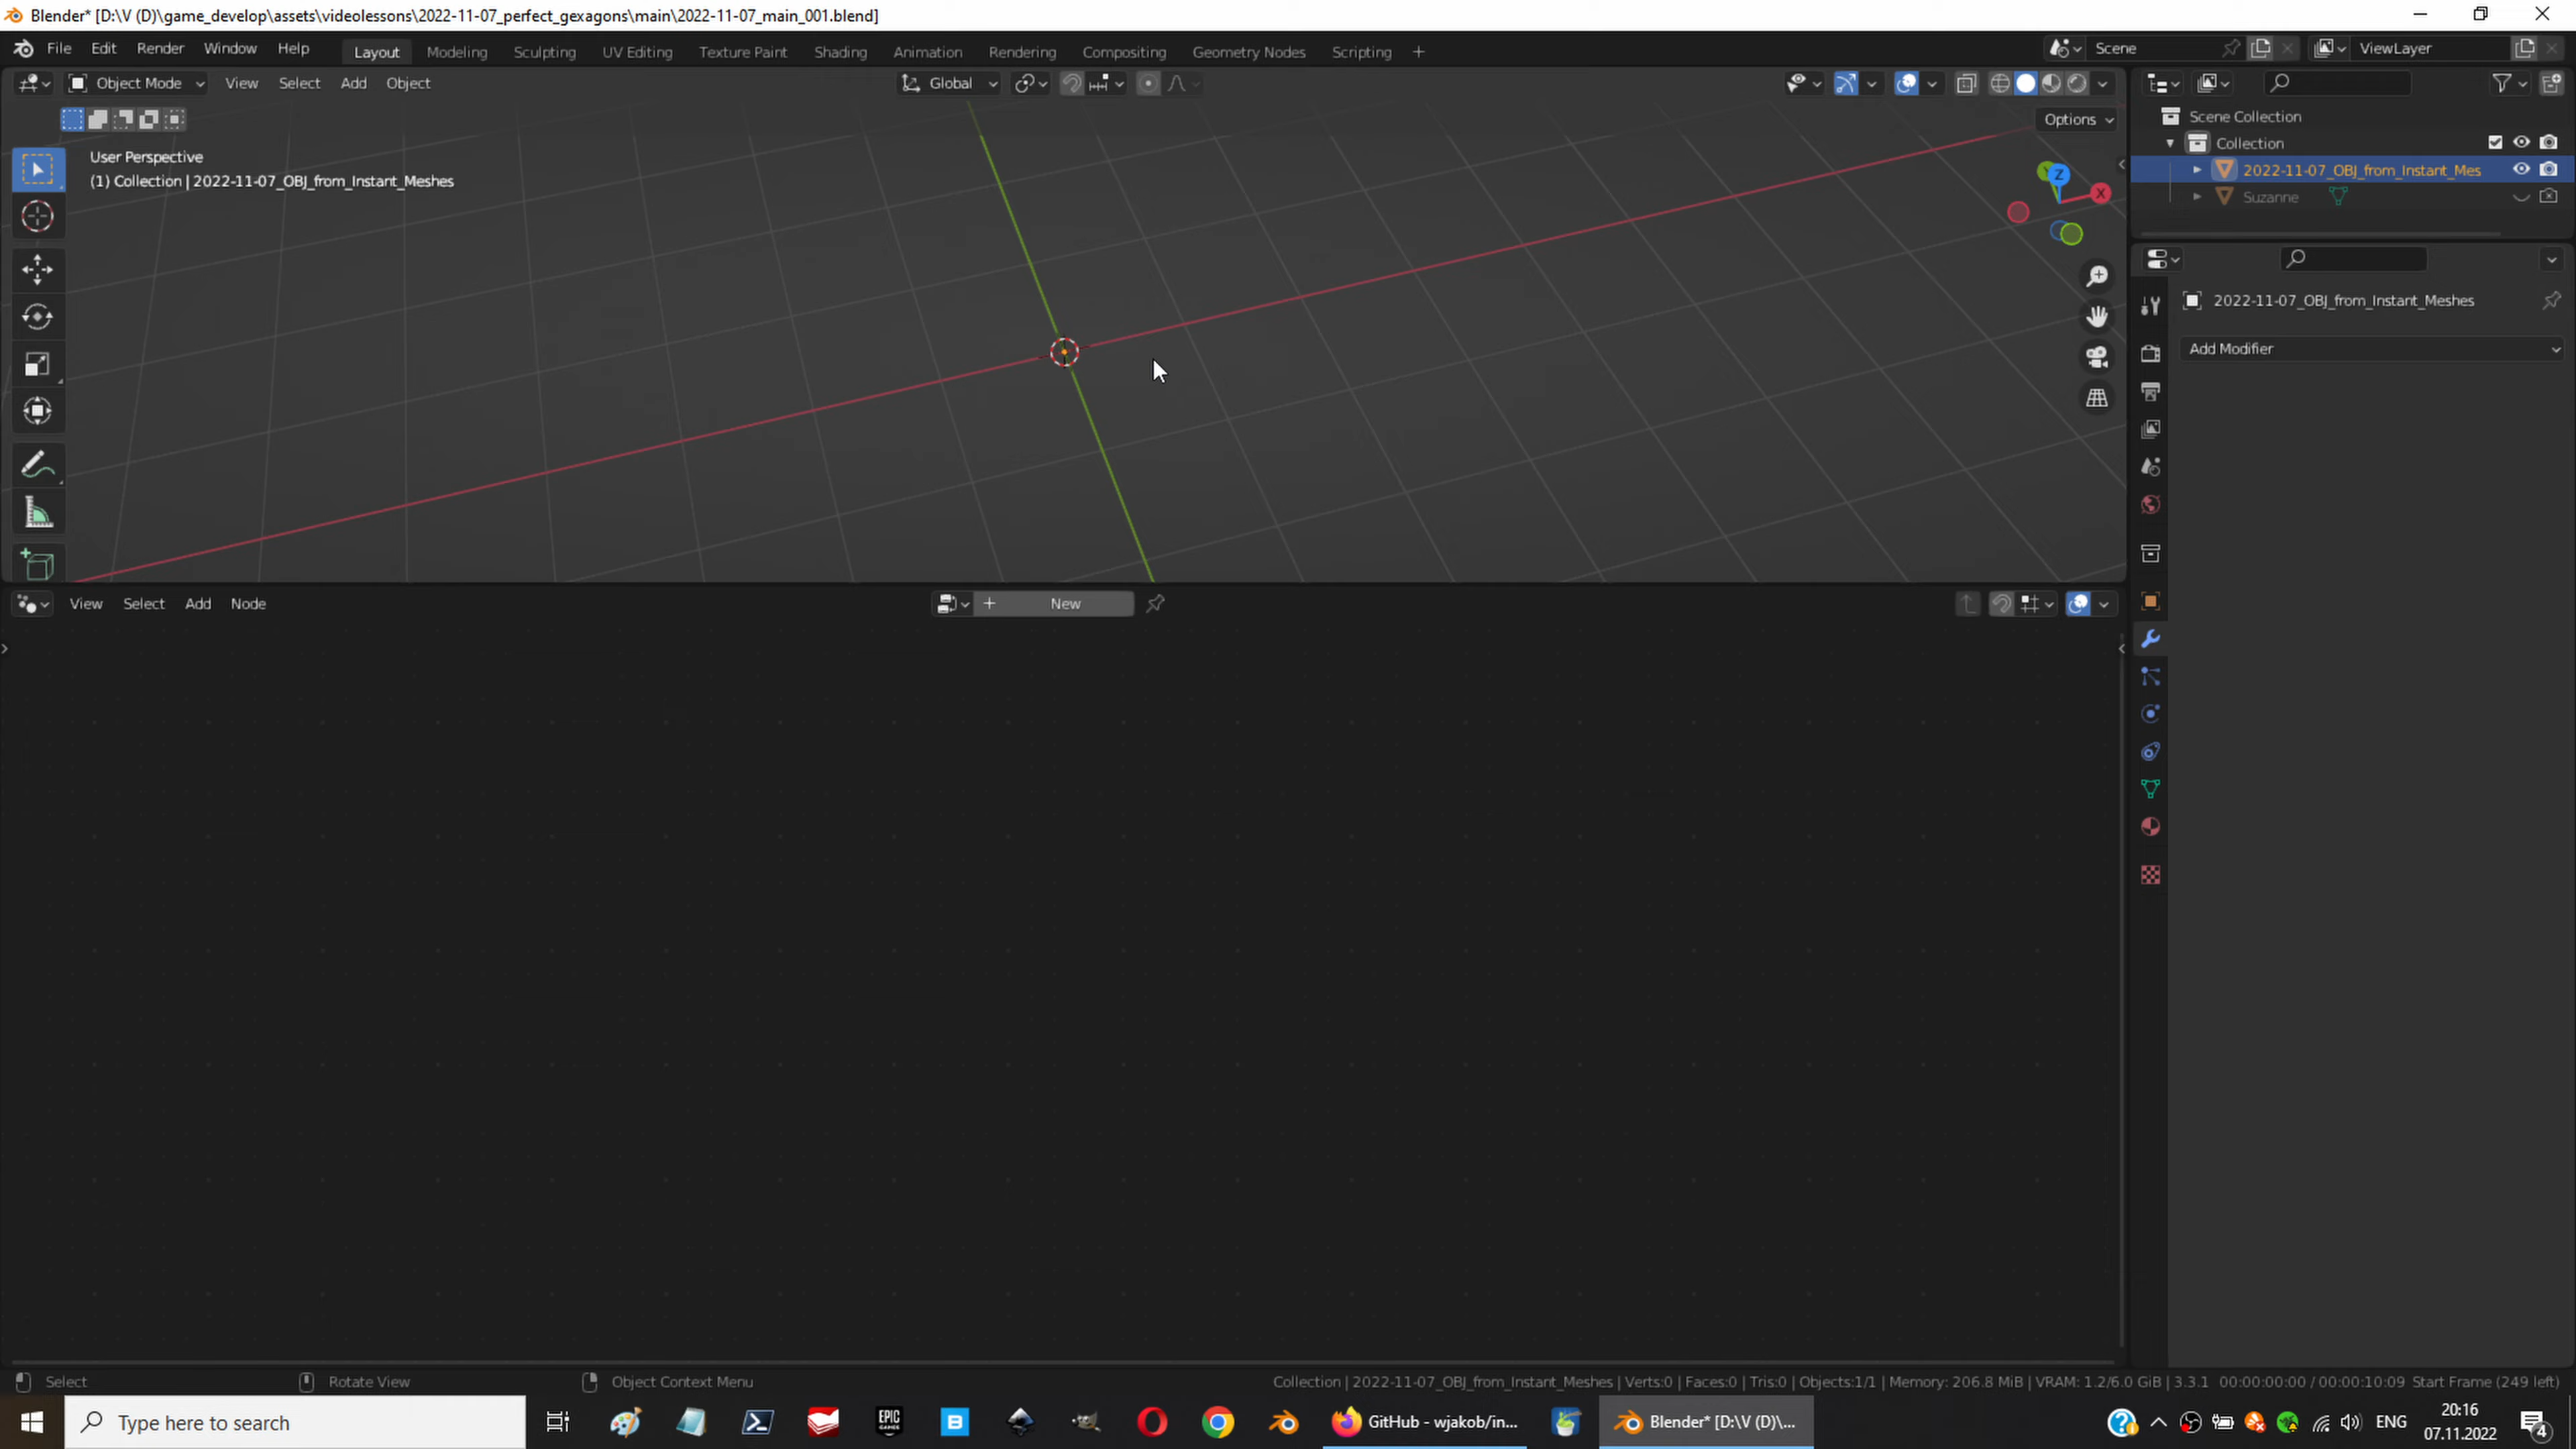 Blender* [D:\V (D)\game_develop\assets\videolessons\2022-11-07_perfect_gexagons\main\2022-11-07_main_001.blend]
File Edit Render Window Help Layout Modeling Sculpting UV Editing Texture Paint Shading Animation Rendering Compositing Geometry Nodes Scripting + Scene ViewLayer
Object Mode View Select Add Object Global
Options
User Perspective
(1) Collection | 2022-11-07_OBJ_from_Instant_Meshes
Z
X
Scene Collection
Collection
2022-11-07_OBJ_from_Instant_Mes
Suzanne
2022-11-07_OBJ_from_Instant_Meshes
Add Modifier
View Select Add Node + New
Select Rotate View Object Context Menu Collection | 2022-11-07_OBJ_from_Instant_Meshes | Verts:0 | Faces:0 | Tris:0 | Objects:1/1 | Memory: 206.8 MiB | VRAM: 1.2/6.0 GiB | 3.3.1 00:00:00:00 / 00:00:10:09 Start Frame (249 left)
Type here to search
EPIC GAMES
B
GitHub - wjakob/in...
Blender* [D:\V (D)\...
ENG
20:16
07.11.2022
4